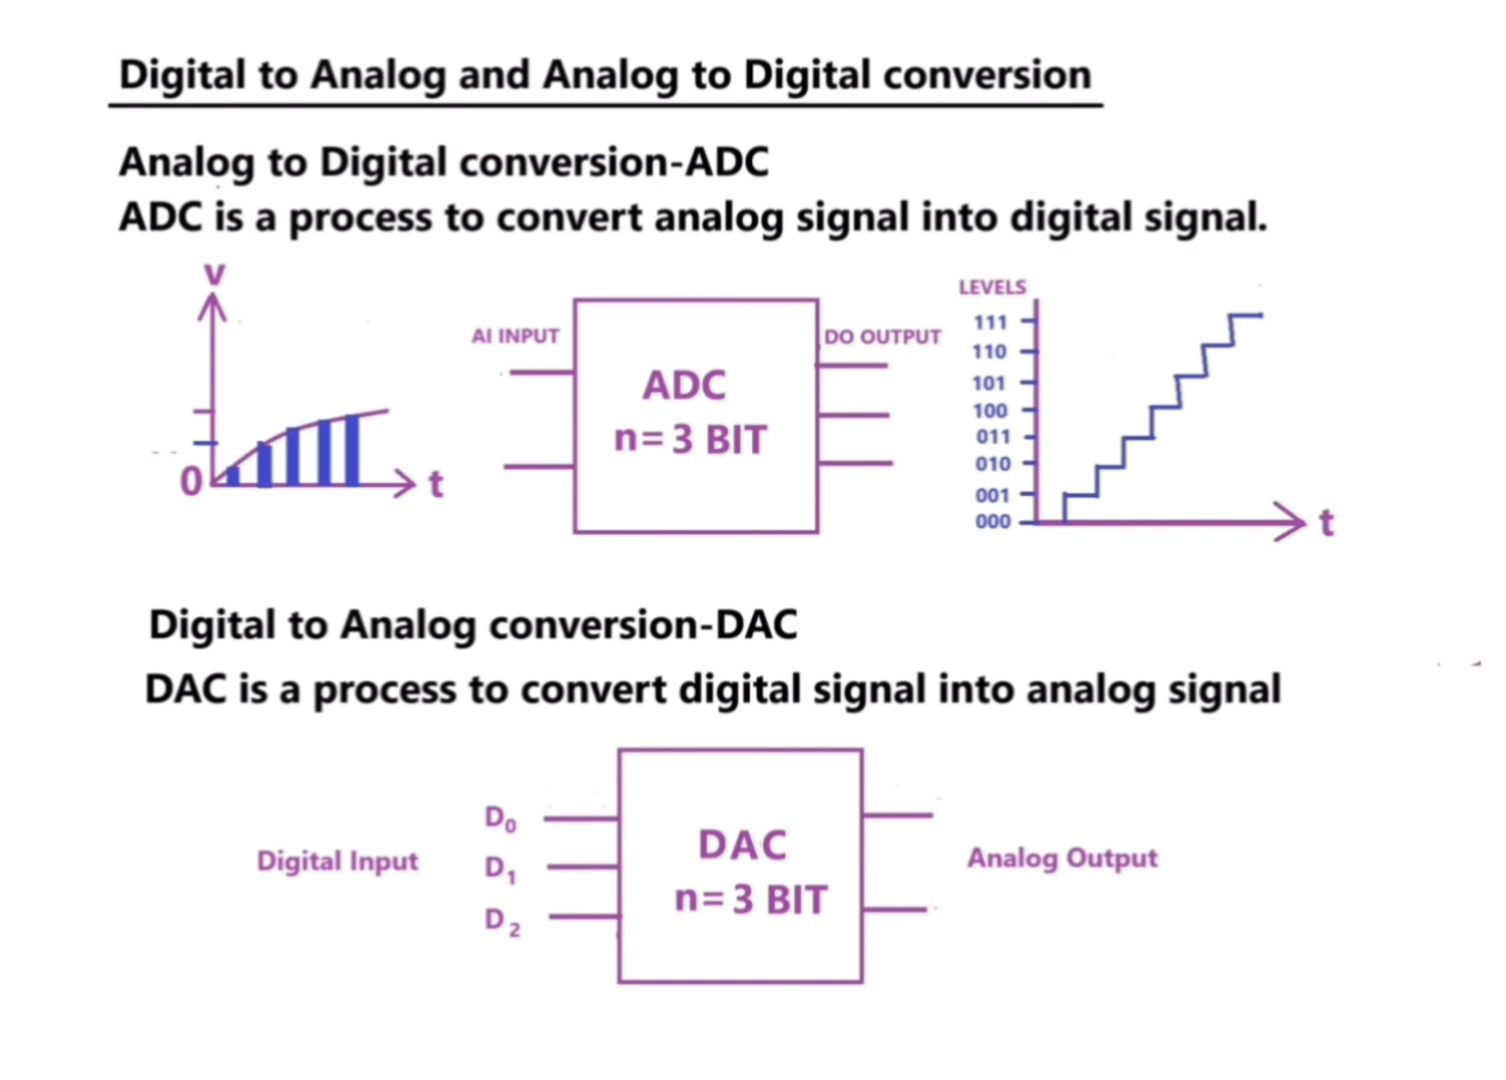 Digital to Analog and Analog to Digital conversion
Analog to Digital conversion-ADC
ADC is a process to convert analog signal into digital signal.
v
0
t
AI INPUT
ADC
n= 3 BIT
DO OUTPUT
LEVELS
111
110
101
100
011
010
001
000
t
Digital to Analog conversion-DAC
DAC is a process to convert digital signal into analog signal
Digital Input
D0
D1
D2
DAC
n= 3 BIT
Analog Output